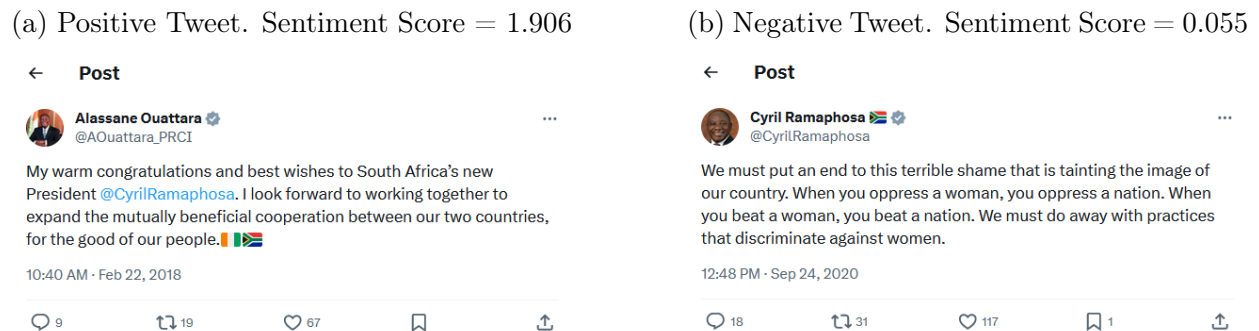 (a) Positive Tweet. Sentiment Score = 1.906
← Post
Alassane Ouattara
@AOuattara_PRCI
My warm congratulations and best wishes to South Africa's new
President @CyrilRamaphosa. I look forward to working together to
expand the mutually beneficial cooperation between our two countries,
for the good of our people.🇨🇮🇿🇦
10:40 AM · Feb 22, 2018
9 19 67
(b) Negative Tweet. Sentiment Score = 0.055
← Post
Cyril Ramaphosa 🇿🇦
@CyrilRamaphosa
We must put an end to this terrible shame that is tainting the image of
our country. When you oppress a woman, you oppress a nation. When
you beat a woman, you beat a nation. We must do away with practices
that discriminate against women.
12:48 PM · Sep 24, 2020
18 31 117 1